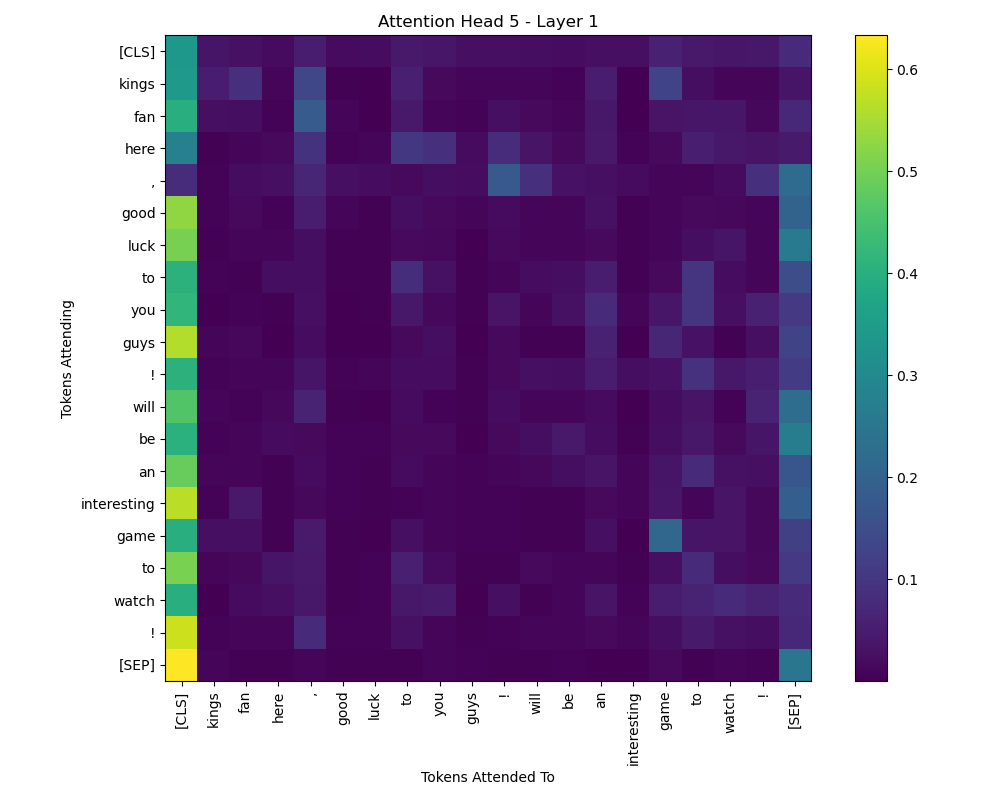 Attention Head 5 - Layer 1
Tokens Attending
[CLS]
kings
fan
here
,
good
luck
to
you
guys
!
will
be
an
interesting
game
to
watch
!
[SEP]
[CLS] kings fan here , good luck to you guys ! will be an interesting game to watch ! [SEP]
Tokens Attended To
0.6
0.5
0.4
0.3
0.2
0.1